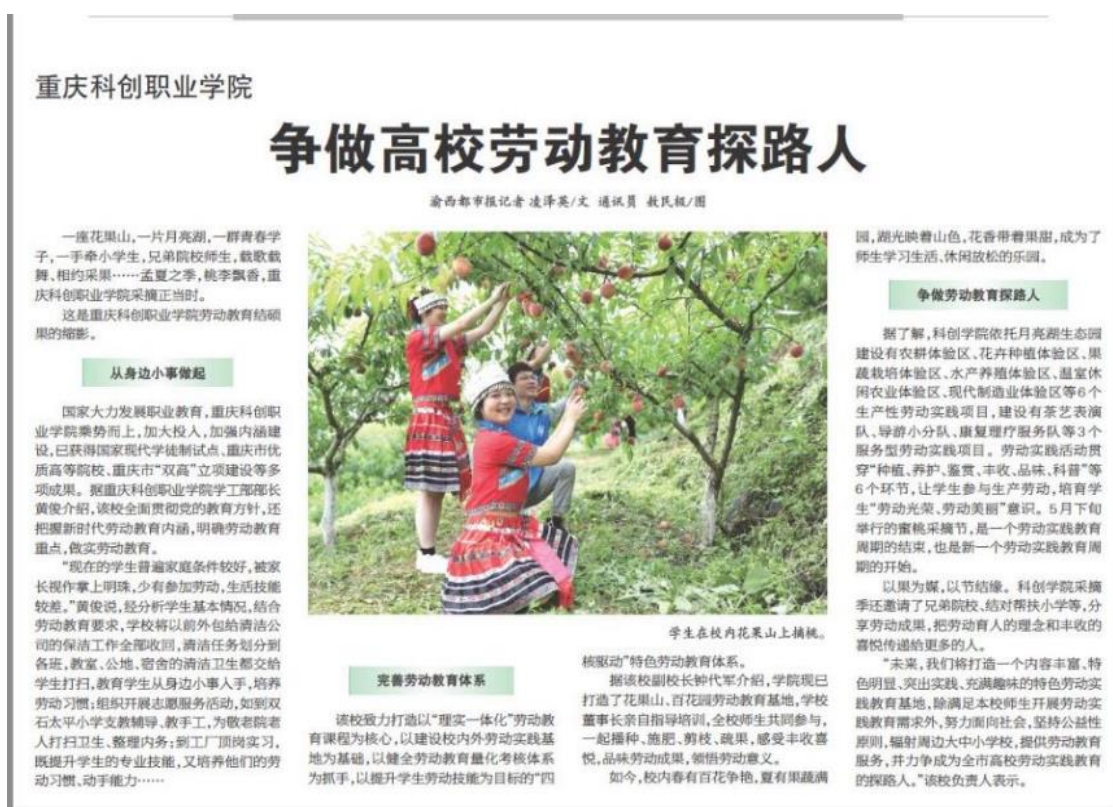 重庆科创职业学院
争做高校劳动教育探路人
渝西都市报记者 凌泽英/文 通讯员 敖民极/图
一座花果山,一片月亮湖,一群青春学
子,一手牵小学生,兄弟院校师生,载歌载
舞、相约采果……孟夏之季,桃李飘香,重
庆科创职业学院采摘正当时。
这是重庆科创职业学院劳动教育结硕
果的缩影。
从身边小事做起
国家大力发展职业教育,重庆科创职
业学院乘势而上,加大投入,加强内涵建
设,已获得国家现代学徒制试点、重庆市优
质高等院校、重庆市“双高”立项建设等多
项成果。据重庆科创职业学院学工部部长
黄俊介绍,该校全面贯彻党的教育方针,还
把握新时代劳动教育内涵,明确劳动教育
重点,做实劳动教育。
“现在的学生普遍家庭条件较好,被家
长视作掌上明珠,少有参加劳动,生活技能
较差。”黄俊说,经分析学生基本情况,结合
劳动教育要求,学校将以前外包给清洁公
司的保洁工作全部收回,清洁任务划分到
各班,教室、公地、宿舍的清洁卫生都交给
学生打扫,教育学生从身边小事入手,培养
劳动习惯;组织开展志愿服务活动,如到双
石太平小学支教辅导、教手工,为敬老院老
人打扫卫生、整理内务;到工厂顶岗实习,
既提升学生的专业技能,又培养他们的劳
动习惯、动手能力……
学生在校内花果山上摘桃。
完善劳动教育体系
该校致力打造以“理实一体化”劳动教
育课程为核心,以建设校内外劳动实践基
地为基础,以健全劳动教育量化考核体系
为抓手,以提升学生劳动技能为目标的“四
核驱动”特色劳动教育体系。
据该校副校长钟代军介绍,学院现已
打造了花果山、百花园劳动教育基地,学校
董事长亲自指导培训,全校师生共同参与,
一起播种、施肥、剪枝、疏果,感受丰收喜
悦,品味劳动成果,领悟劳动意义。
如今,校内春有百花争艳,夏有果蔬满
园,湖光映着山色,花香带着果甜,成为了
师生学习生活、休闲放松的乐园。
争做劳动教育探路人
据了解,科创学院依托月亮湖生态园
建设有农耕体验区、花卉种植体验区、果
蔬栽培体验区、水产养殖体验区、温室休
闲农业体验区、现代制造业体验区等6个
生产性劳动实践项目,建设有茶艺表演
队、导游小分队、康复理疗服务队等3个
服务型劳动实践项目。劳动实践活动贯
穿“种植、养护、鉴赏、丰收、品味、科普”等
6个环节,让学生参与生产劳动,培育学
生“劳动光荣、劳动美丽”意识。5月下旬
举行的蜜桃采摘节,是一个劳动实践教育
周期的结束,也是新一个劳动实践教育周
期的开始。
以果为媒,以节结缘。科创学院采摘
季还邀请了兄弟院校、结对帮扶小学等,分
享劳动成果,把劳动育人的理念和丰收的
喜悦传递给更多的人。
“未来,我们将打造一个内容丰富、特
色明显、突出实践、充满趣味的特色劳动实
践教育基地,除满足本校师生开展劳动实
践教育需求外,努力面向社会,坚持公益性
原则,辐射周边大中小学校,提供劳动教育
服务,并力争成为全市高校劳动实践教育
的探路人。”该校负责人表示。